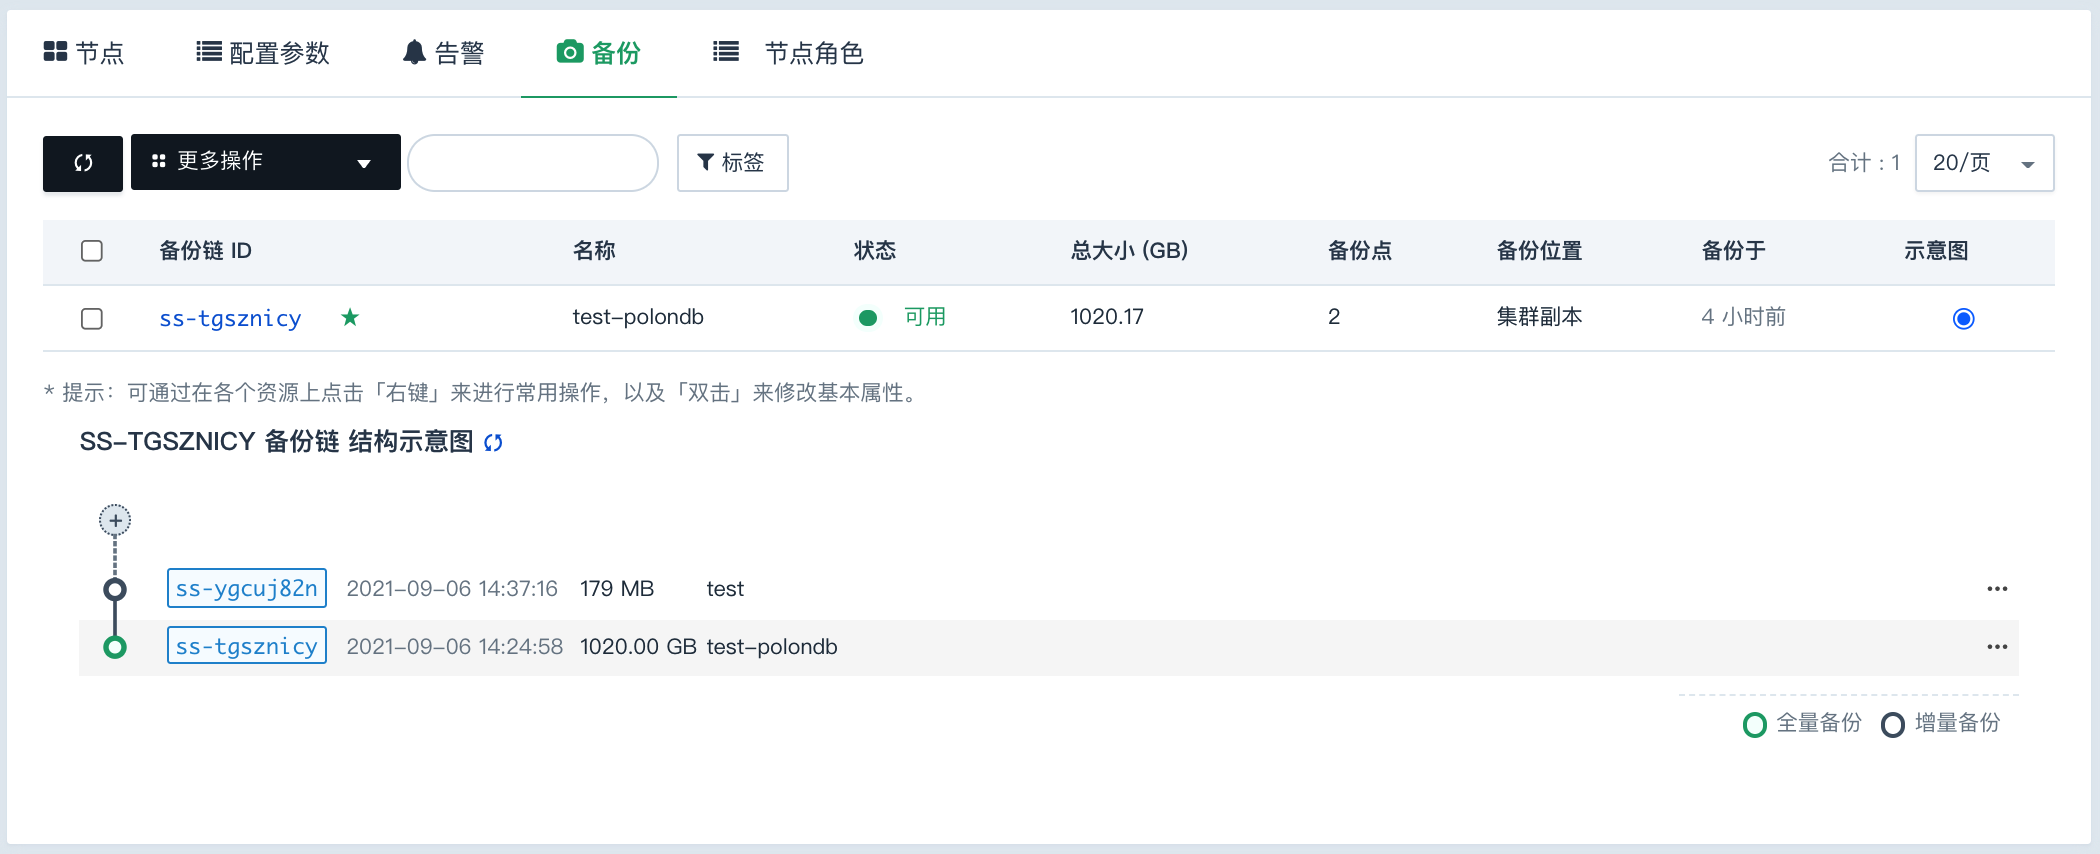 节点 配置参数 告警 备份 节点角色
更多操作 标签 合计 : 1 20/页
备份链 ID 名称 状态 总大小 (GB) 备份点 备份位置 备份于 示意图
ss-tgsznicy test-polondb 可用 1020.17 2 集群副本 4 小时前
* 提示：可通过在各个资源上点击「右键」来进行常用操作，以及「双击」来修改基本属性。
SS-TGSZNICY 备份链 结构示意图
ss-ygcuj82n 2021-09-06 14:37:16 179 MB test
ss-tgsznicy 2021-09-06 14:24:58 1020.00 GB test-polondb
全量备份 增量备份